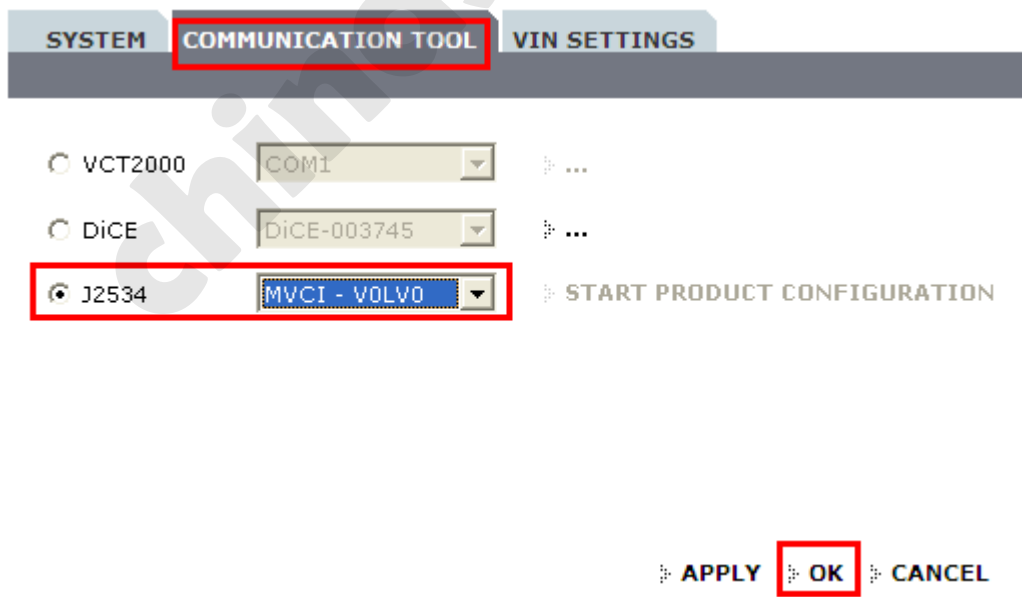 SYSTEM COMMUNICATION TOOL VIN SETTINGS
VCT2000 COM1 ...
DiCE DiCE-003745 ...
J2534 MVCI - V0LV0 START PRODUCT CONFIGURATION
APPLY OK CANCEL